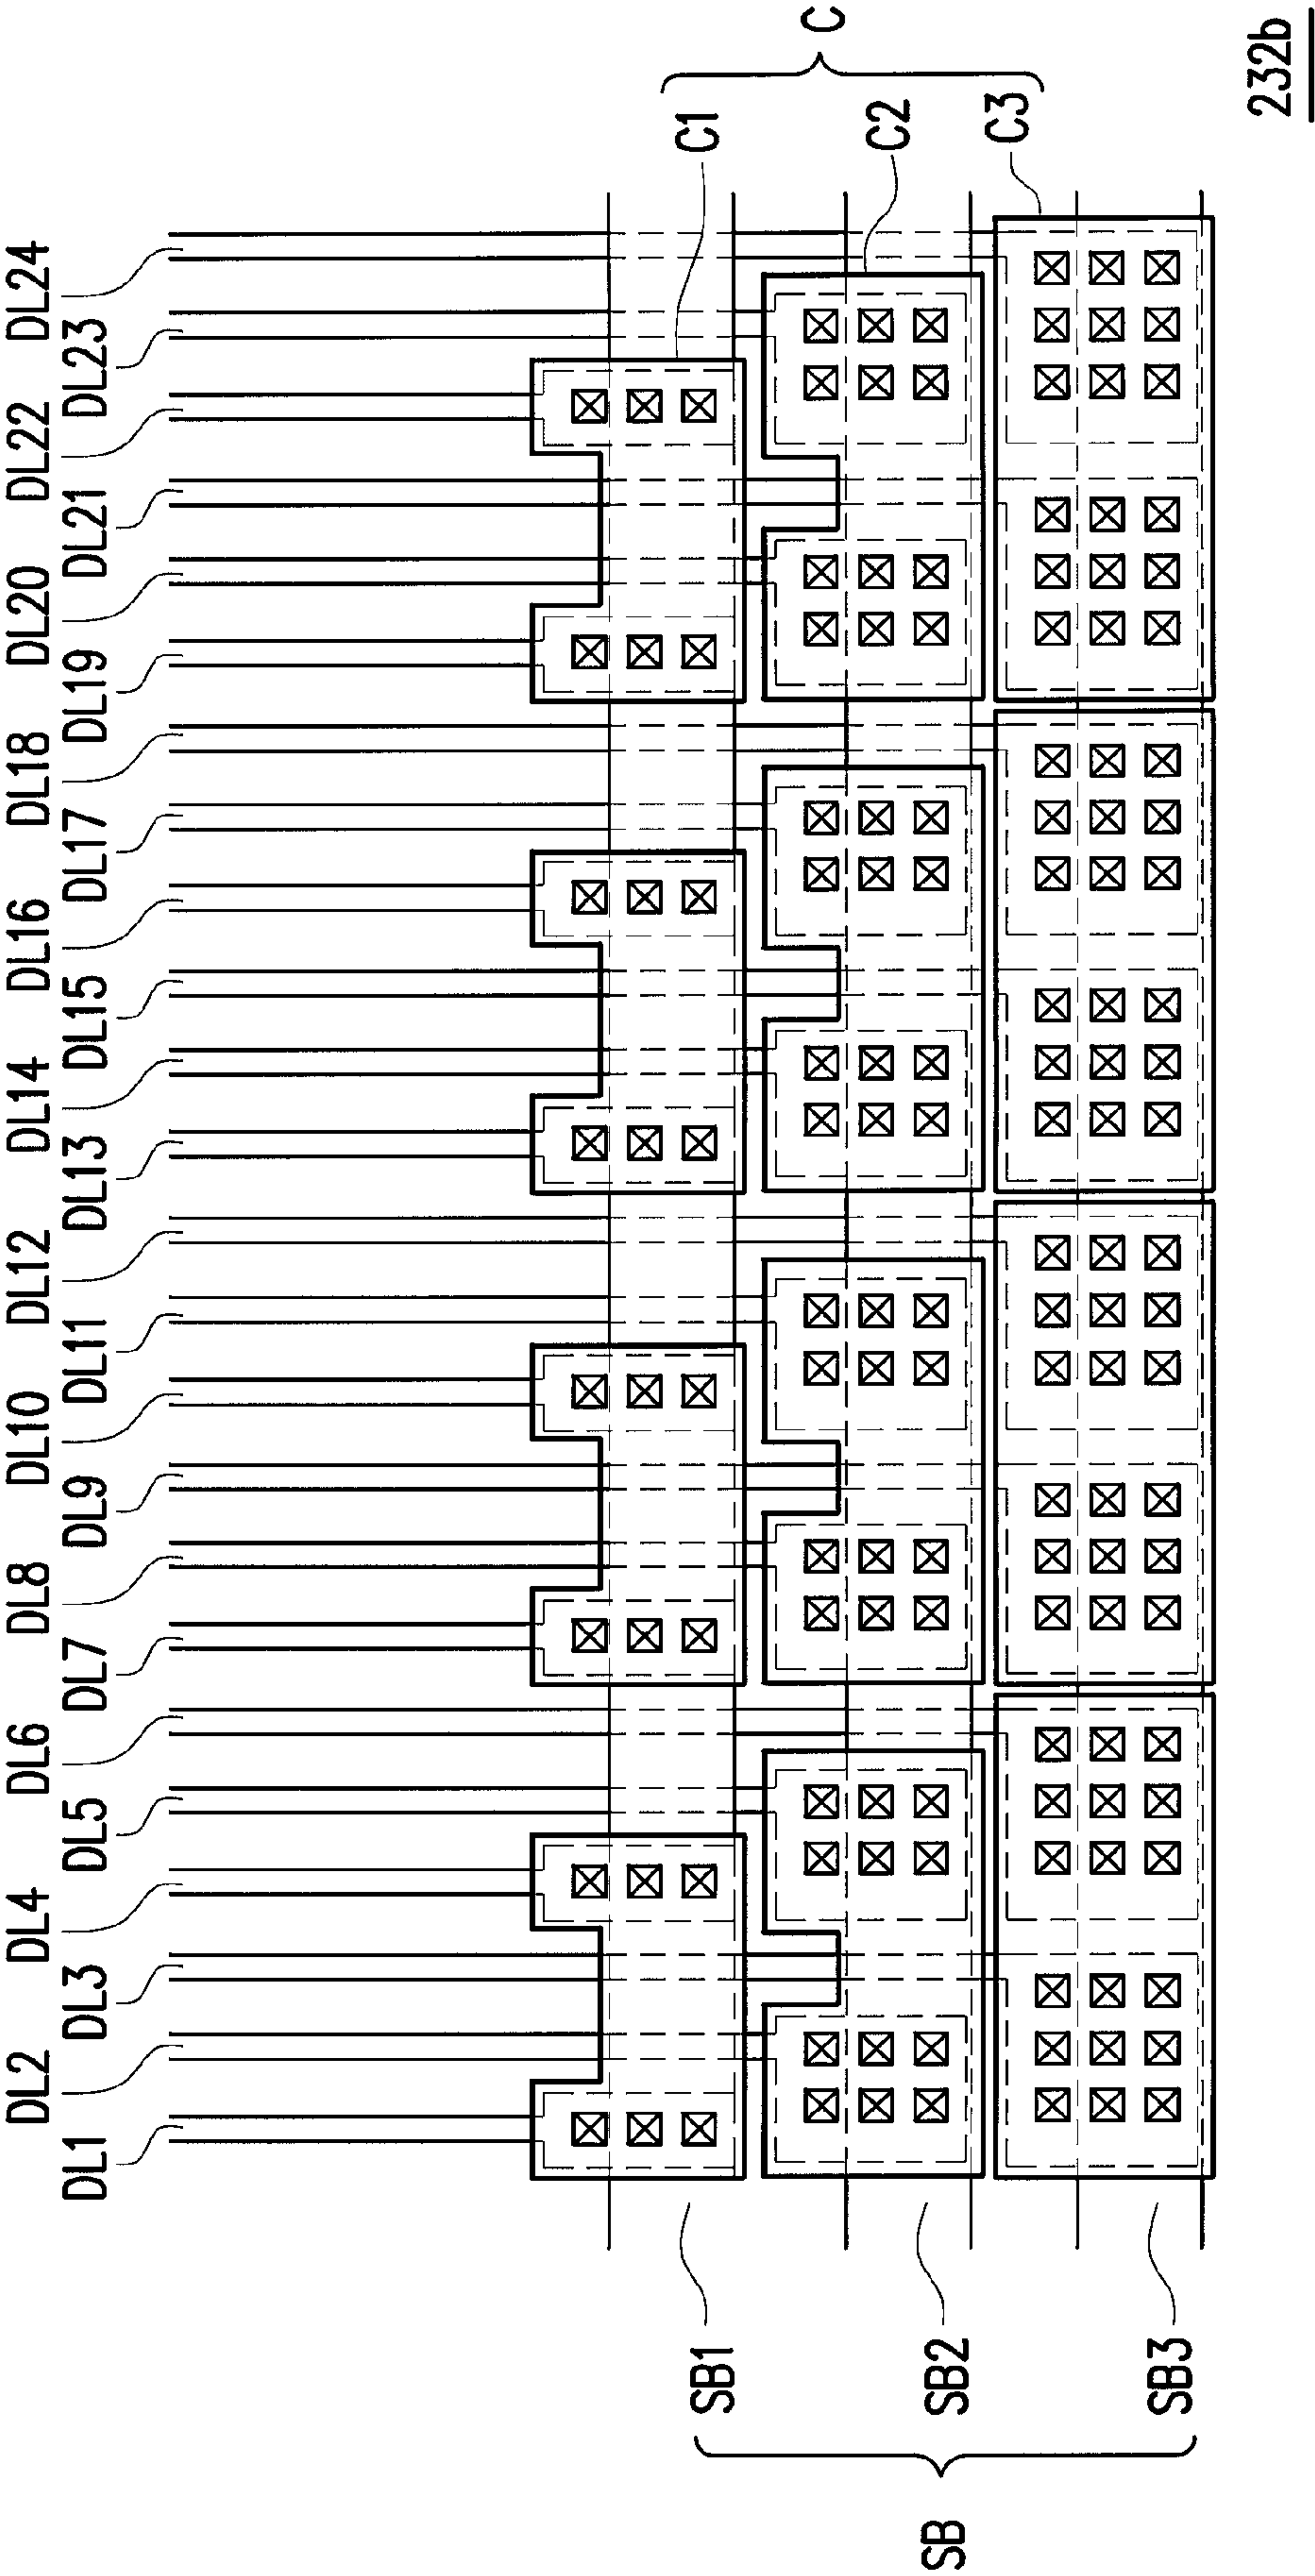 DL1
DL2
DL3
DL4
DL5
DL6
DL7
DL8
DL9
DL10
DL11
DL12
DL13
DL14
DL15
DL16
DL17
DL18
DL19
DL20
DL21
DL22
DL23
DL24
C1
C2
C3
C
SB1
SB2
SB3
SB
232b